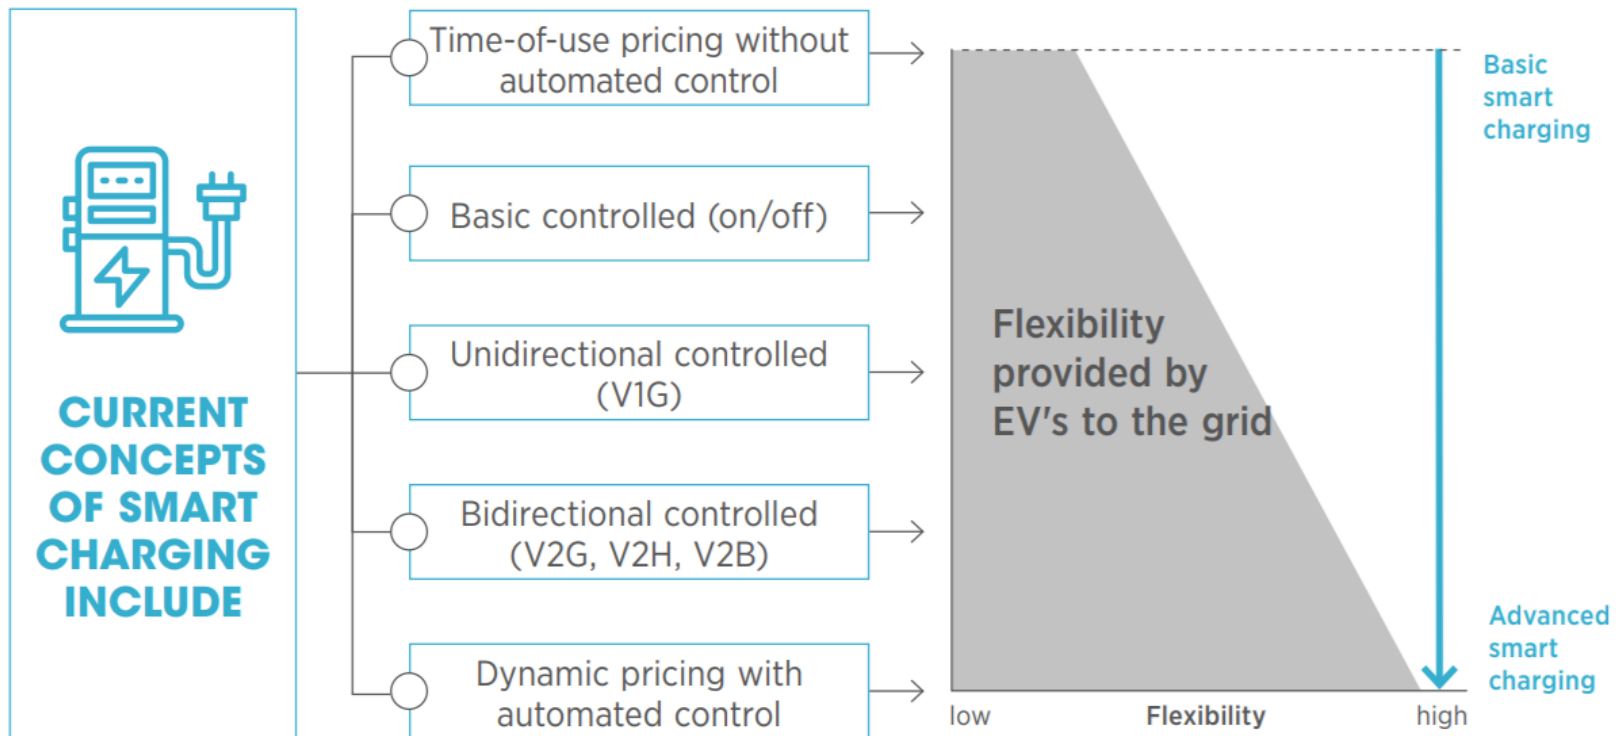 CURRENT
CONCEPTS
OF SMART
CHARGING
INCLUDE
Time-of-use pricing without
automated control
Basic controlled (on/off)
Unidirectional controlled
(V1G)
Bidirectional controlled
(V2G, V2H, V2B)
Dynamic pricing with
automated control
Flexibility
provided by
EV's to the grid
low
Flexibility
high
Basic
smart
charging
Advanced
smart
charging